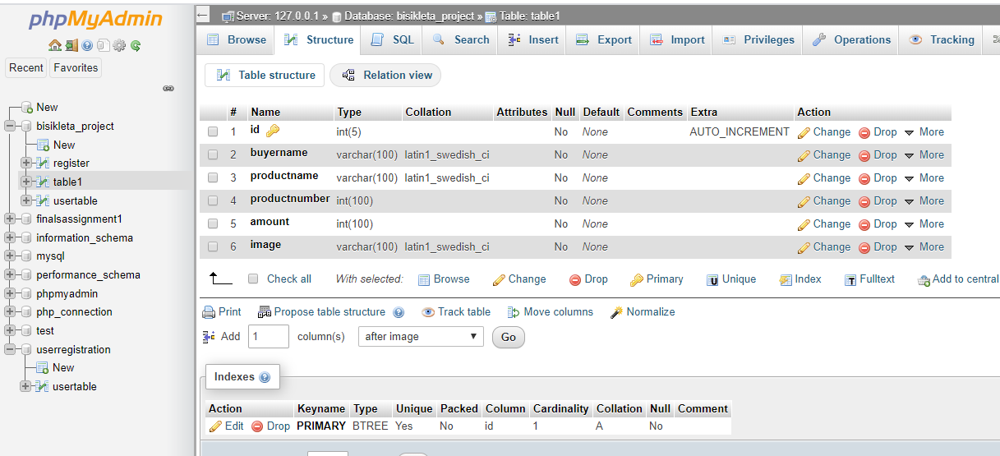 phpMyAdmin
Recent Favorites
New
bisikleta_project
New
register
table1
usertable
finalsassignment1
information_schema
mysql
performance_schema
phpmyadmin
php_connection
test
userregistration
New
usertable
Server: 127.0.0.1 » Database: bisikleta_project » Table: table1
Browse Structure SQL Search Insert Export Import Privileges Operations Tracking
Table structure Relation view
# Name Type Collation Attributes Null Default Comments Extra Action
1 id int(5) No None AUTO_INCREMENT Change Drop More
2 buyername varchar(100) latin1_swedish_ci No None Change Drop More
3 productname varchar(100) latin1_swedish_ci No None Change Drop More
4 productnumber int(100) No None Change Drop More
5 amount int(100) No None Change Drop More
6 image varchar(100) latin1_swedish_ci No None Change Drop More
Check all With selected: Browse Change Drop Primary Unique Index Fulltext Add to central
Print Propose table structure Track table Move columns Normalize
Add 1 column(s) after image Go
Indexes
Action Keyname Type Unique Packed Column Cardinality Collation Null Comment
Edit Drop PRIMARY BTREE Yes No id 1 A No